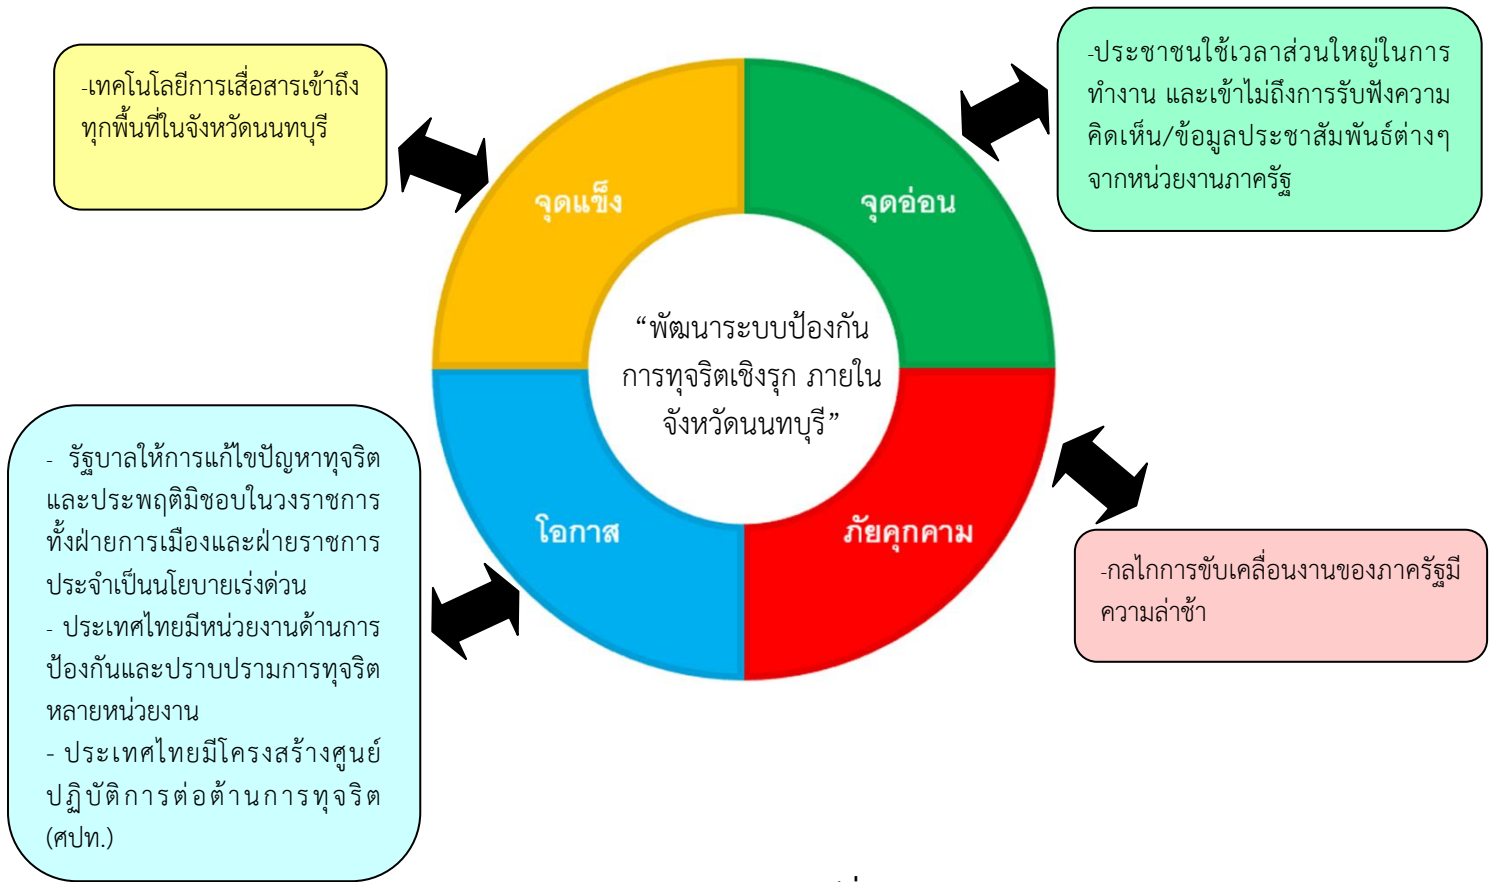 -เทคโนโลยีการเสื่อสารเข้าถึง
ทุกพื้นที่ในจังหวัดนนทบุรี
-ประชาชนใช้เวลาส่วนใหญ่ในการ
ทำงาน และเข้าไม่ถึงการรับฟังความ
คิดเห็น/ข้อมูลประชาสัมพันธ์ต่างๆ
จากหน่วยงานภาครัฐ
จุดแข็ง
จุดอ่อน
“พัฒนาระบบป้องกัน
การทุจริตเชิงรุก ภายใน
จังหวัดนนทบุรี”
โอกาส
ภัยคุกคาม
- รัฐบาลให้การแก้ไขปัญหาทุจริต
และประพฤติมิชอบในวงราชการ
ทั้งฝ่ายการเมืองและฝ่ายราชการ
ประจำเป็นนโยบายเร่งด่วน
- ประเทศไทยมีหน่วยงานด้านการ
ป้องกันและปราบปรามการทุจริต
หลายหน่วยงาน
- ประเทศไทยมีโครงสร้างศูนย์
ปฏิบัติการต่อต้านการทุจริต
(ศปท.)
-กลไกการขับเคลื่อนงานของภาครัฐมี
ความล่าช้า